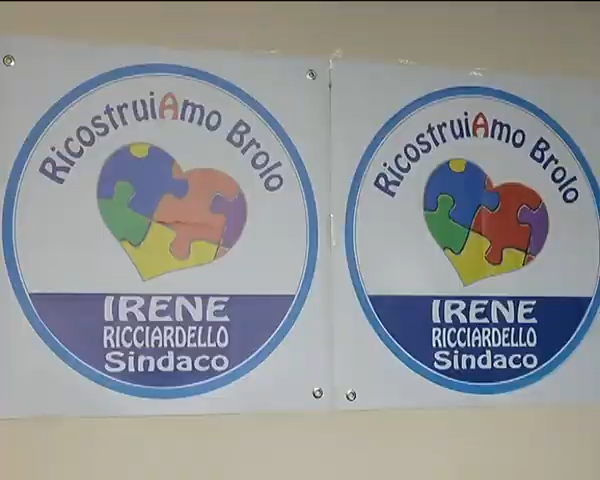 RicostruiAmo Brolo
IRENE
RICCIARDELLO
Sindaco
RicostruiAmo Brolo
IRENE
RICCIARDELLO
Sindaco